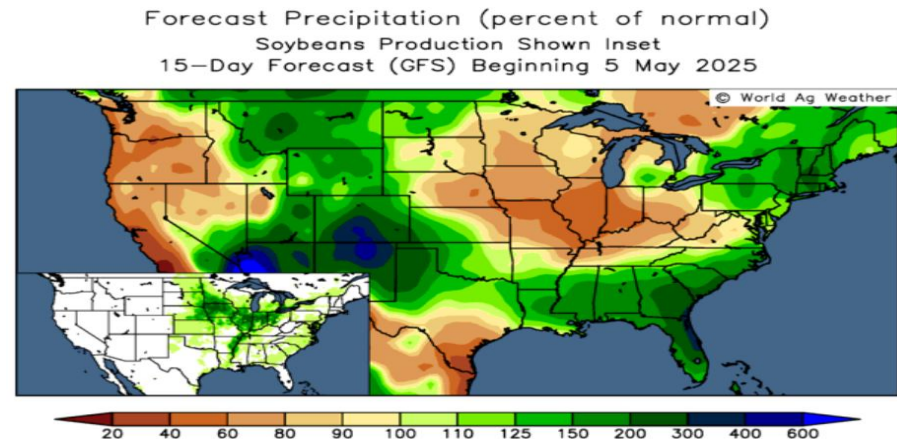 Forecast Precipitation (percent of normal)
Soybeans Production Shown Inset
15-Day Forecast (GFS) Beginning 5 May 2025
© World Ag Weather
20 40 60 80 90 100 110 125 150 200 300 400 600